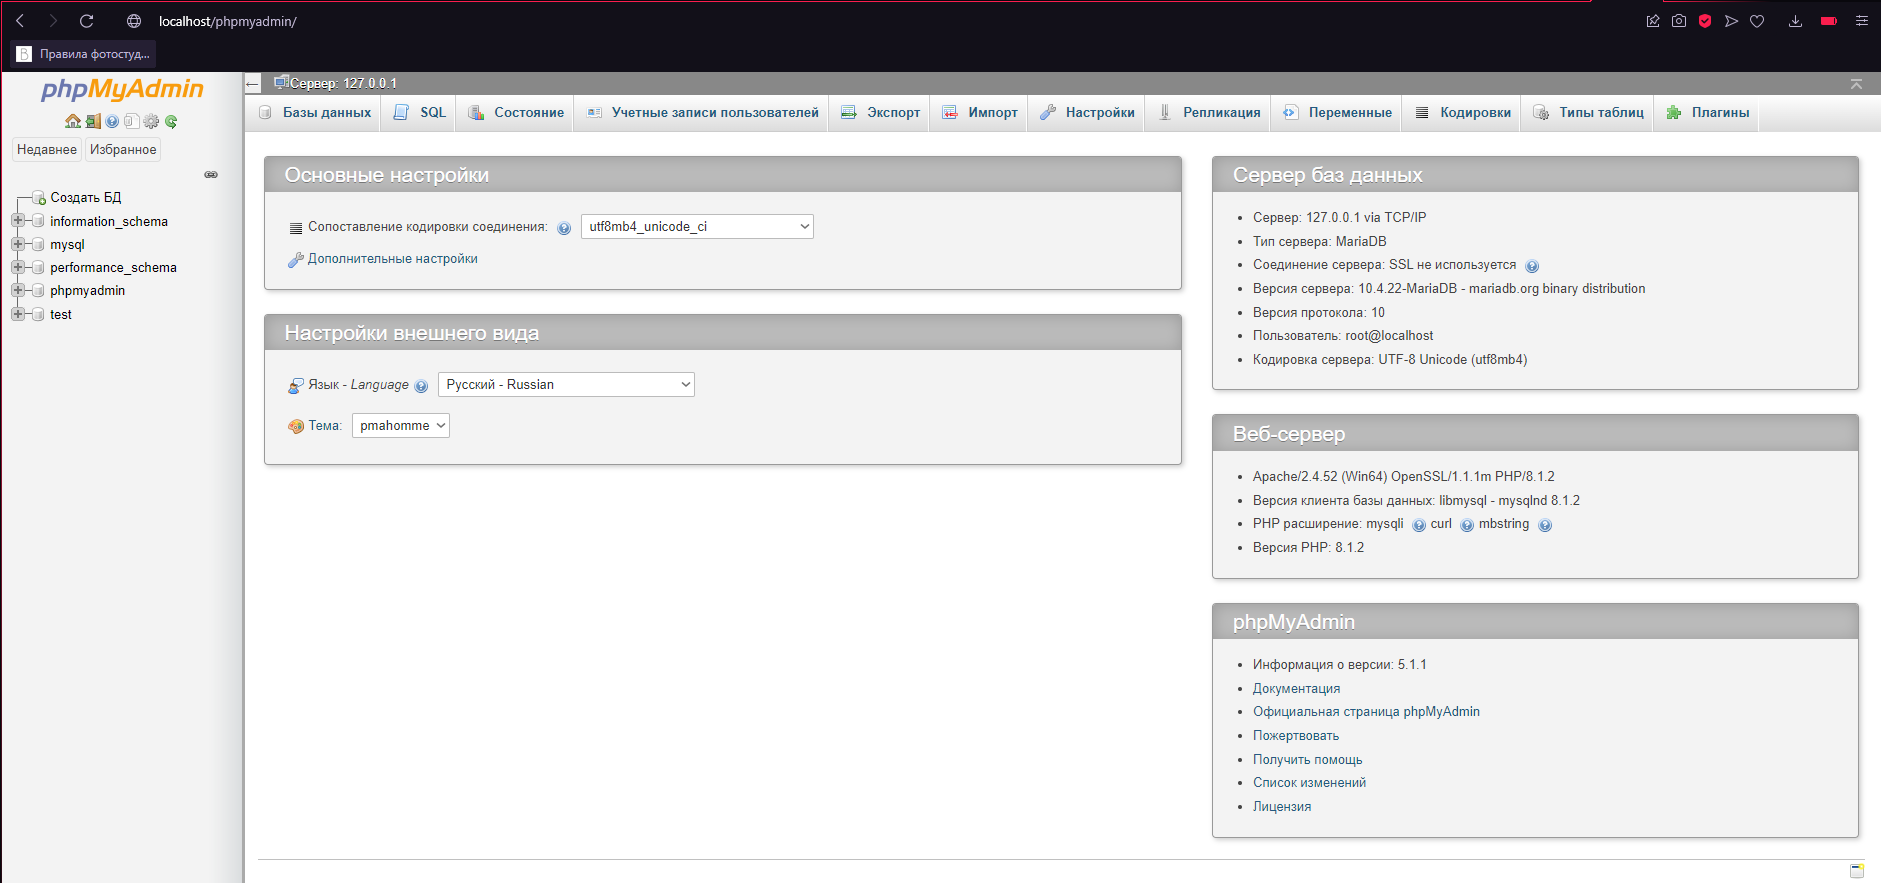 localhost/phpmyadmin/
Правила фотостуд...
phpMyAdmin
Недавнее
Избранное
Создать БД
information_schema
mysql
performance_schema
phpmyadmin
test
Сервер: 127.0.0.1
Базы данных
SQL
Состояние
Учетные записи пользователей
Экспорт
Импорт
Настройки
Репликация
Переменные
Кодировки
Типы таблиц
Плагины
Основные настройки
Сопоставление кодировки соединения:
utf8mb4_unicode_ci
Дополнительные настройки
Настройки внешнего вида
Язык - Language
Русский - Russian
Тема:
pmahomme
Сервер баз данных
Сервер: 127.0.0.1 via TCP/IP
Тип сервера: MariaDB
Соединение сервера: SSL не используется
Версия сервера: 10.4.22-MariaDB - mariadb.org binary distribution
Версия протокола: 10
Пользователь: root@localhost
Кодировка сервера: UTF-8 Unicode (utf8mb4)
Веб-сервер
Apache/2.4.52 (Win64) OpenSSL/1.1.1m PHP/8.1.2
Версия клиента базы данных: libmysql - mysqlnd 8.1.2
PHP расширение: mysqli curl mbstring
Версия PHP: 8.1.2
phpMyAdmin
Информация о версии: 5.1.1
Документация
Официальная страница phpMyAdmin
Пожертвовать
Получить помощь
Список изменений
Лицензия